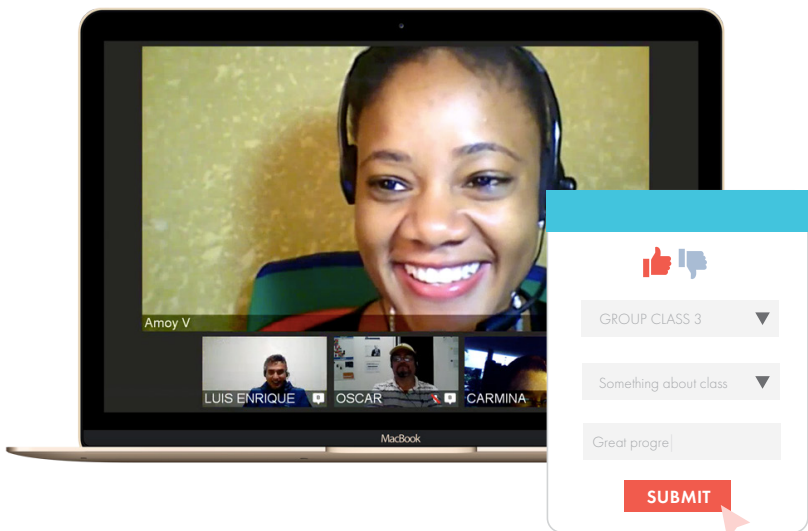 Amoy V
LUIS ENRIQUE
OSCAR
CARMINA
MacBook
GROUP CLASS 3
Something about class
Great progre
SUBMIT